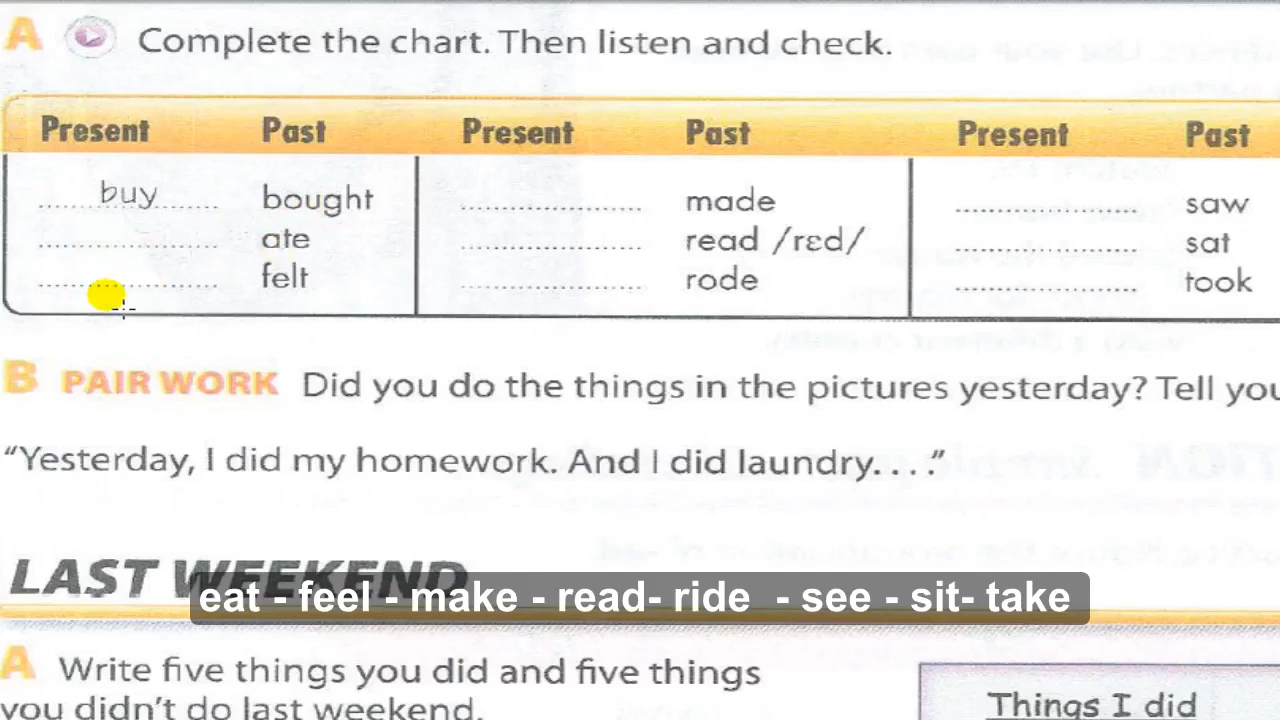 A Complete the chart. Then listen and check.
Present Past Present Past Present Past
buy bought made saw
ate read /rɛd/ sat
felt rode took
B PAIR WORK Did you do the things in the pictures yesterday? Tell
“Yesterday, I did my homework. And I did laundry. . . .”
LAST WEEKEND
eat - feel - make - read- ride - see - sit- take
A Write five things you did and five things
you didn't do last weekend.
Things I did